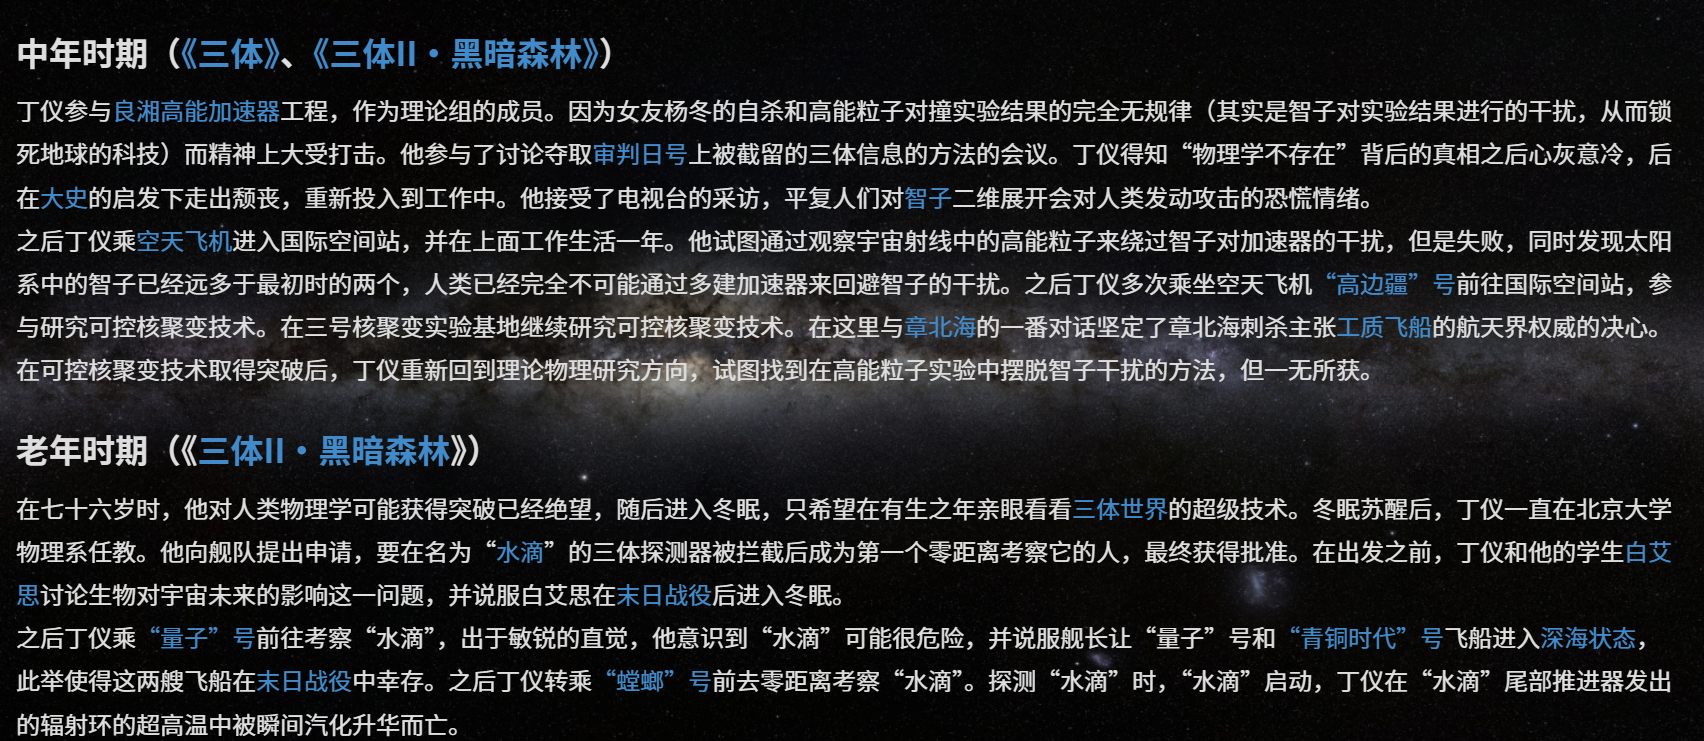 中年时期（《三体》、《三体II·黑暗森林》）
丁仪参与良湘高能加速器工程，作为理论组的成员。因为女友杨冬的自杀和高能粒子对撞实验结果的完全无规律（其实是智子对实验结果进行的干扰，从而锁
死地球的科技）而精神上大受打击。他参与了讨论夺取审判日号上被截留的三体信息的方法的会议。丁仪得知“物理学不存在”背后的真相之后心灰意冷，后
在大史的启发下走出颓丧，重新投入到工作中。他接受了电视台的采访，平复人们对智子二维展开会对人类发动攻击的恐慌情绪。
之后丁仪乘空天飞机进入国际空间站，并在上面工作生活一年。他试图通过观察宇宙射线中的高能粒子来绕过智子对加速器的干扰，但是失败，同时发现太阳
系中的智子已经远多于最初时的两个，人类已经完全不可能通过多建加速器来回避智子的干扰。之后丁仪多次乘坐空天飞机“高边疆”号前往国际空间站，参
与研究可控核聚变技术。在三号核聚变实验基地继续研究可控核聚变技术。在这里与章北海的一番对话坚定了章北海刺杀主张工质飞船的航天界权威的决心。
在可控核聚变技术取得突破后，丁仪重新回到理论物理研究方向，试图找到在高能粒子实验中摆脱智子干扰的方法，但一无所获。
老年时期（《三体II·黑暗森林》）
在七十六岁时，他对人类物理学可能获得突破已经绝望，随后进入冬眠，只希望在有生之年亲眼看看三体世界的超级技术。冬眠苏醒后，丁仪一直在北京大学
物理系任教。他向舰队提出申请，要在名为“水滴”的三体探测器被拦截后成为第一个零距离考察它的人，最终获得批准。在出发之前，丁仪和他的学生白艾
思讨论生物对宇宙未来的影响这一问题，并说服白艾思在末日战役后进入冬眠。
之后丁仪乘“量子”号前往考察“水滴”，出于敏锐的直觉，他意识到“水滴”可能很危险，并说服舰长让“量子”号和“青铜时代”号飞船进入深海状态，
此举使得这两艘飞船在末日战役中幸存。之后丁仪转乘“螳螂”号前去零距离考察“水滴”。探测“水滴”时，“水滴”启动，丁仪在“水滴”尾部推进器发出
的辐射环的超高温中被瞬间汽化升华而亡。